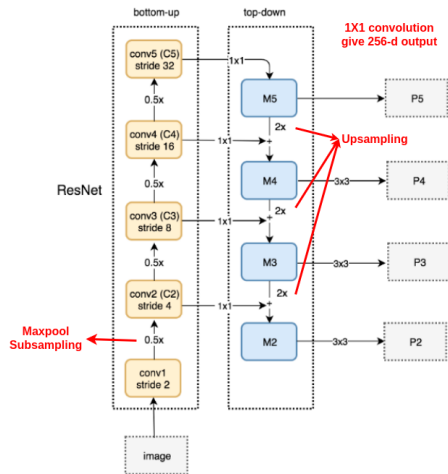 bottom-up
top-down
1X1 convolution
give 256-d output
conv5 (C5)
stride 32
1x1
M5
P5
0.5x
2x
Upsampling
conv4 (C4)
stride 16
1x1
+
M4
3x3
P4
ResNet
0.5x
2x
conv3 (C3)
stride 8
1x1
+
M3
3x3
P3
0.5x
2x
conv2 (C2)
stride 4
1x1
+
Maxpool
Subsampling
0.5x
M2
3x3
P2
conv1
stride 2
image